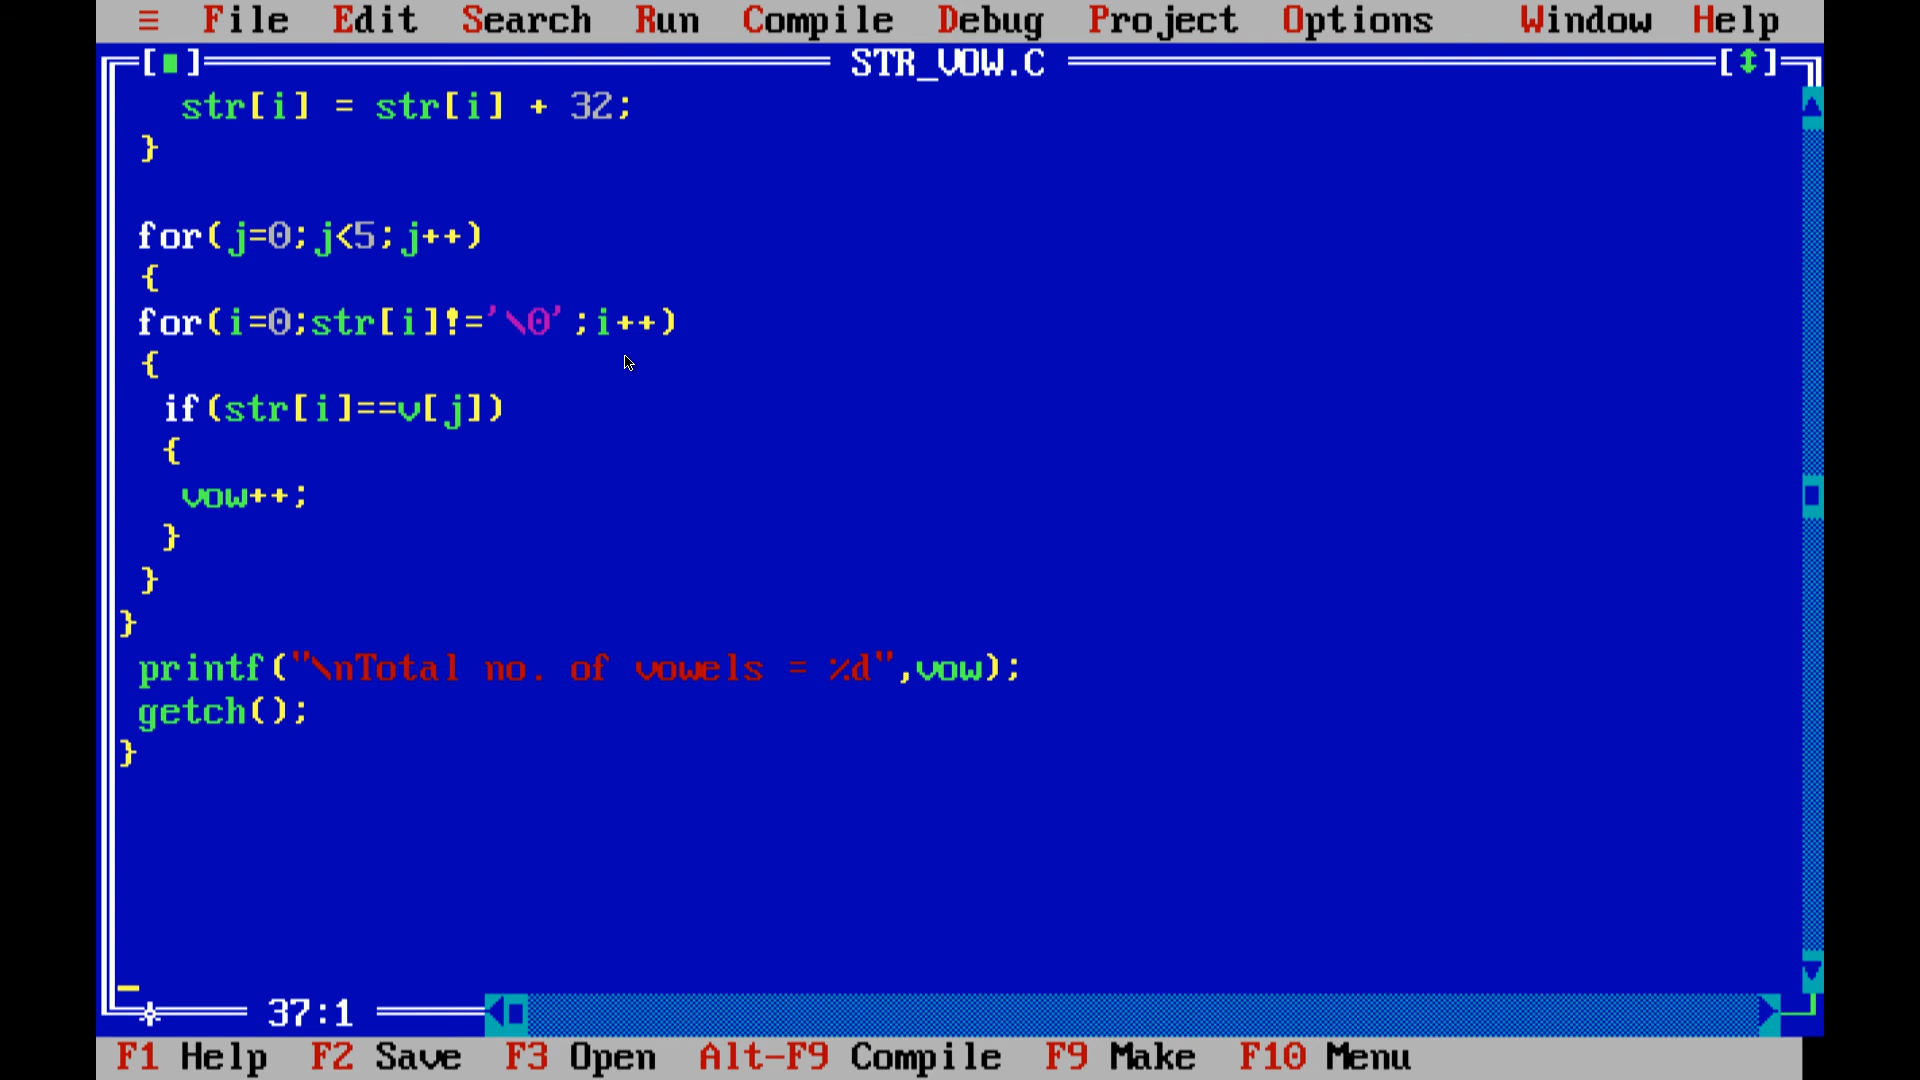 ≡ File Edit Search Run Compile Debug Project Options Window Help
[■] STR_VOW.C [↕]
str[i] = str[i] + 32;
}
for(j=0;j<5;j++)
{
for(i=0;str[i]!='\0';i++)
{
if(str[i]==v[j])
{
vow++;
}
}
}
printf("\nTotal no. of vowels = %d",vow);
getch();
}
37:1
F1 Help F2 Save F3 Open Alt-F9 Compile F9 Make F10 Menu